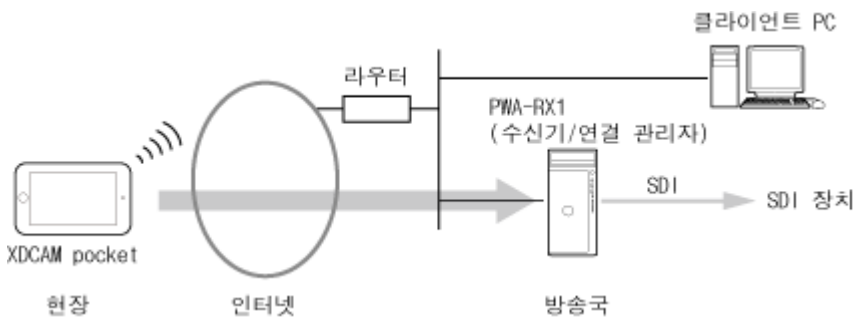 클라이언트 PC
라우터
PWA-RX1
(수신기/연결 관리자)
SDI
SDI 장치
XDCAM pocket
현장
인터넷
방송국